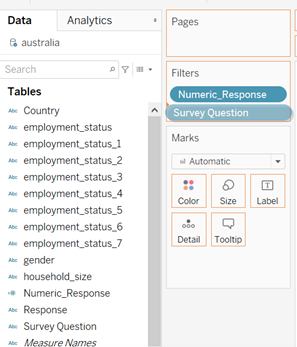 Data
Analytics
australia
Search
Tables
Abc Country
Abc employment_status
Abc employment_status_1
Abc employment_status_2
Abc employment_status_3
Abc employment_status_4
Abc employment_status_5
Abc employment_status_6
Abc employment_status_7
Abc gender
Abc household_size
Numeric_Response
Abc Response
Abc Survey Question
Abc Measure Names
Pages
Filters
Numeric_Response
Survey Question
Marks
Automatic
Color
Size
Label
Detail
Tooltip